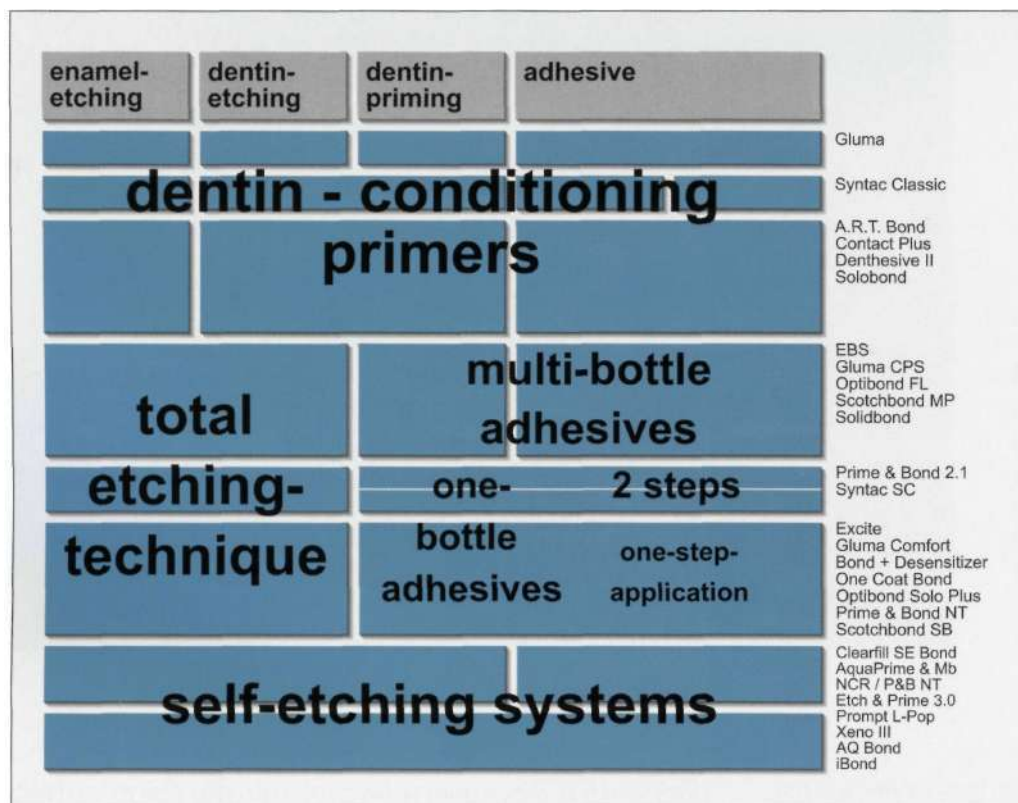 enamel-
etching
dentin-
etching
dentin-
priming
adhesive
Gluma
dentin - conditioning
primers
Syntac Classic
A.R.T. Bond
Contact Plus
Denthesive II
Solobond
total
etching-
technique
multi-bottle
adhesives
EBS
Gluma CPS
Optibond FL
Scotchbond MP
Solidbond
one-
bottle
adhesives
2 steps
Prime & Bond 2.1
Syntac SC
one-step-
application
Excite
Gluma Comfort
Bond + Desensitizer
One Coat Bond
Optibond Solo Plus
Prime & Bond NT
Scotchbond SB
self-etching systems
Clearfill SE Bond
AquaPrime & Mb
NCR / P&B NT
Etch & Prime 3.0
Prompt L-Pop
Xeno III
AQ Bond
iBond